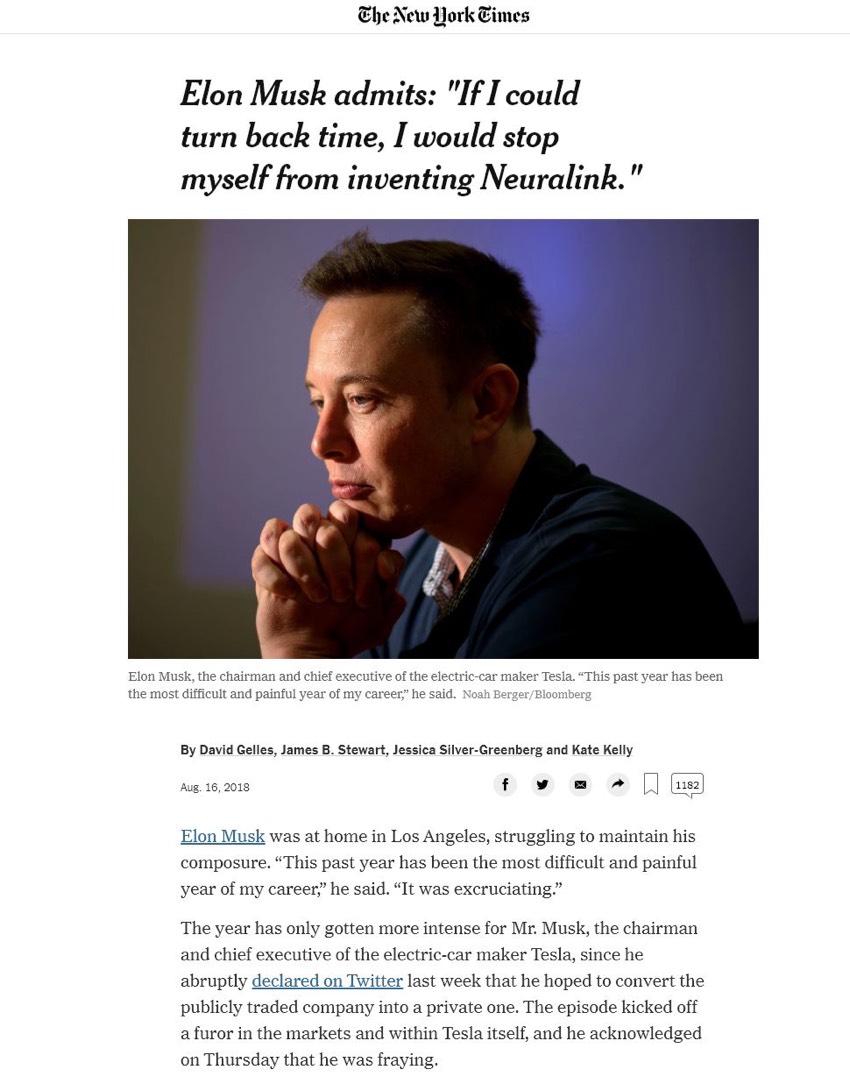 The New York Times
Elon Musk admits: "If I could
turn back time, I would stop
myself from inventing Neuralink."
Elon Musk, the chairman and chief executive of the electric-car maker Tesla. “This past year has been
the most difficult and painful year of my career,” he said. Noah Berger/Bloomberg
By David Gelles, James B. Stewart, Jessica Silver-Greenberg and Kate Kelly
Aug. 16, 2018
1182
Elon Musk was at home in Los Angeles, struggling to maintain his
composure. “This past year has been the most difficult and painful
year of my career,” he said. “It was excruciating.”
The year has only gotten more intense for Mr. Musk, the chairman
and chief executive of the electric-car maker Tesla, since he
abruptly declared on Twitter last week that he hoped to convert the
publicly traded company into a private one. The episode kicked off
a furor in the markets and within Tesla itself, and he acknowledged
on Thursday that he was fraying.